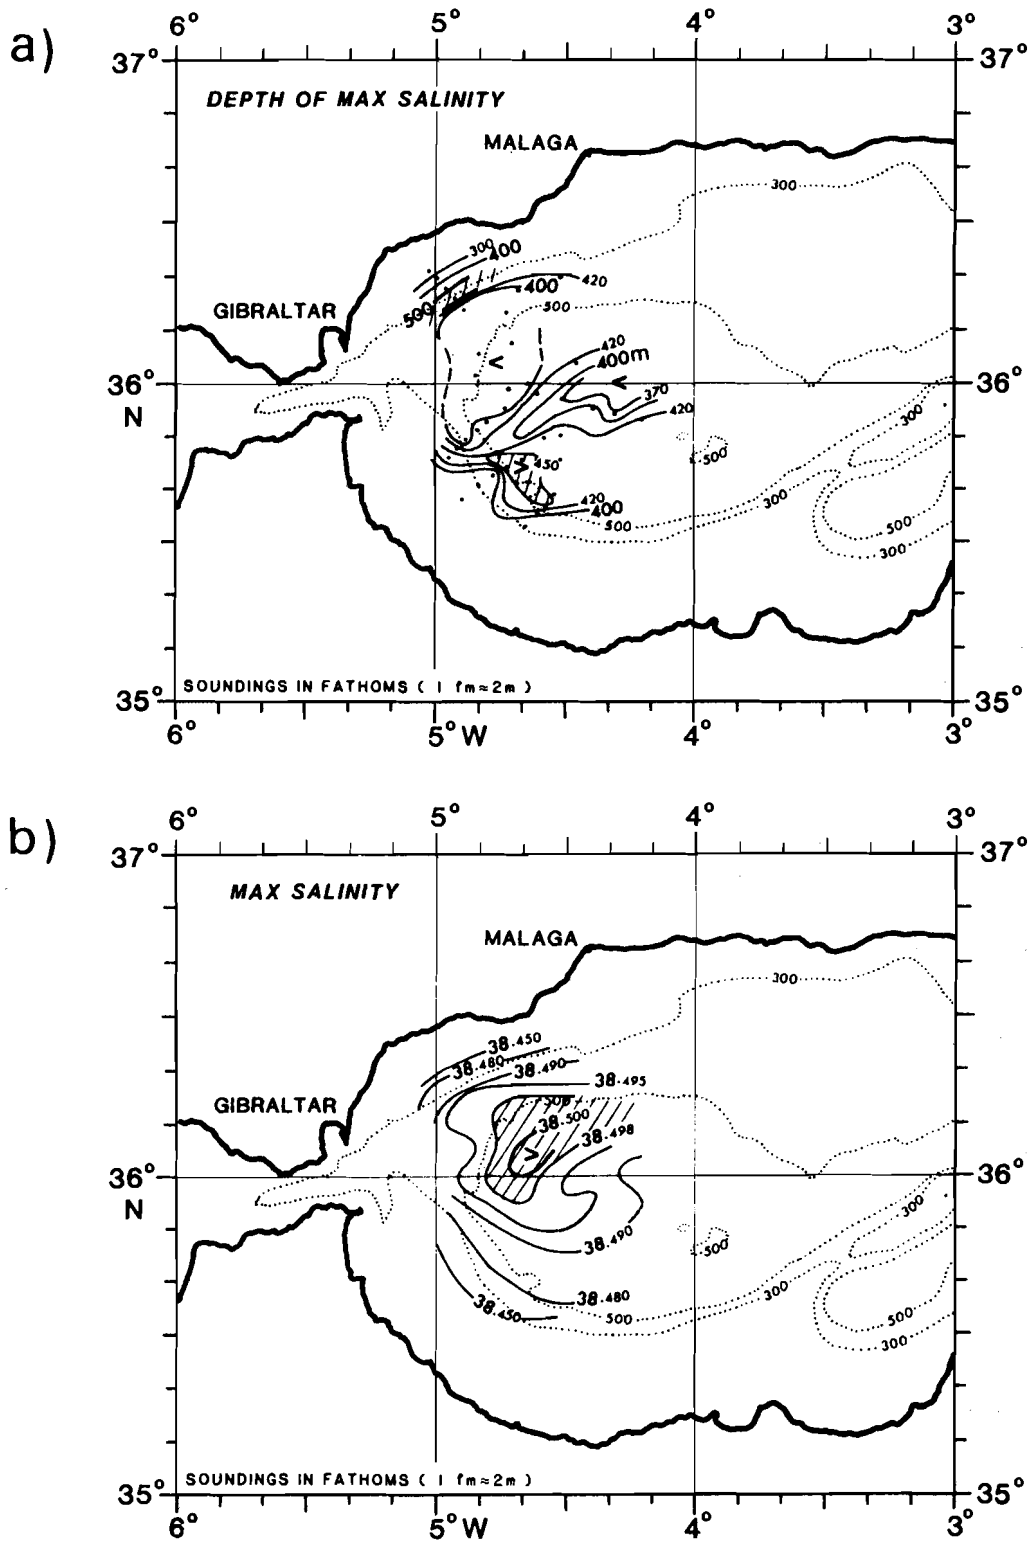 a)
6° 5° 4° 3°
37° 37°
DEPTH OF MAX SALINITY
MALAGA
300
300 400
400 420
500
500
GIBRALTAR
420
400m
36° 36°
N
370
420
300
450
500
420
400
500
300
500
300
SOUNDINGS IN FATHOMS ( 1 fm≈2m )
35° 35°
6° 5° W 4° 3°
b)
6° 5° 4° 3°
37° 37°
MAX SALINITY
MALAGA
300
38.450
38.480 38.490
38.495
500
GIBRALTAR
38.500
38.498
36° 36°
N
300
38.490
500
38.480
38.450
500
300
500
300
SOUNDINGS IN FATHOMS ( 1 fm≈2m )
35° 35°
6° 5° W 4° 3°